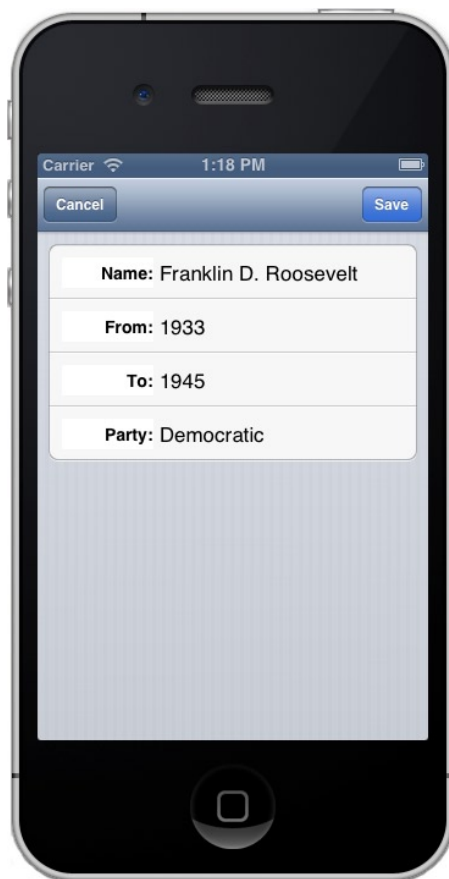 Carrier 1:18 PM
Cancel Save
Name: Franklin D. Roosevelt
From: 1933
To: 1945
Party: Democratic